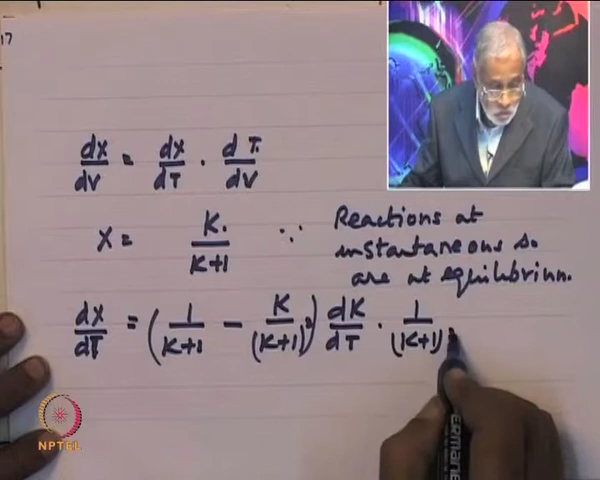 17
dX/dV = dX/dT · dT/dV
X = K/K+1 ∵ Reactions at
instantaneous so
are at equilibrium.
dX/dT = (1/K+1 − K/(K+1)²) dK/dT · 1/(K+1)
NPTEL